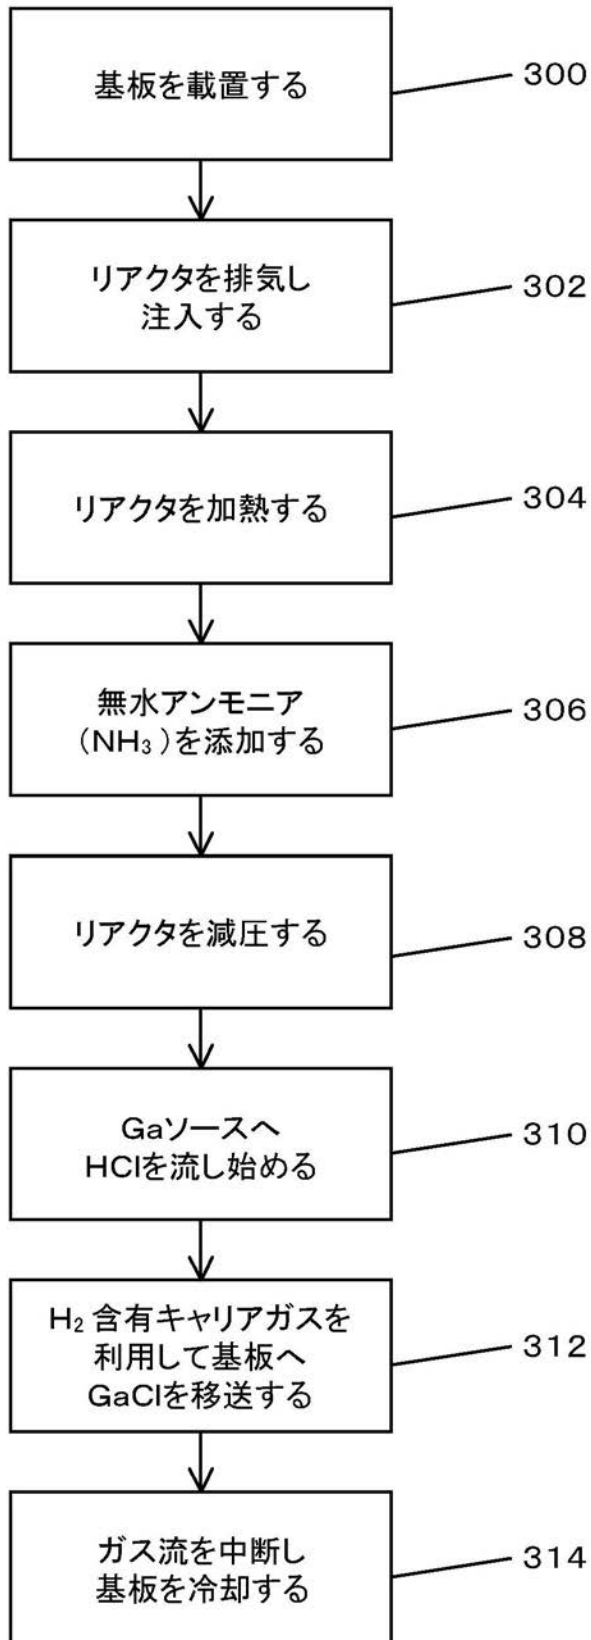 基板を載置する
300
リアクタを排気し
注入する
302
リアクタを加熱する
304
無水アンモニア
（NH₃）を添加する
306
リアクタを減圧する
308
Gaソースへ
HClを流し始める
310
H₂ 含有キャリアガスを
利用して基板へ
GaClを移送する
312
ガス流を中断し
基板を冷却する
314